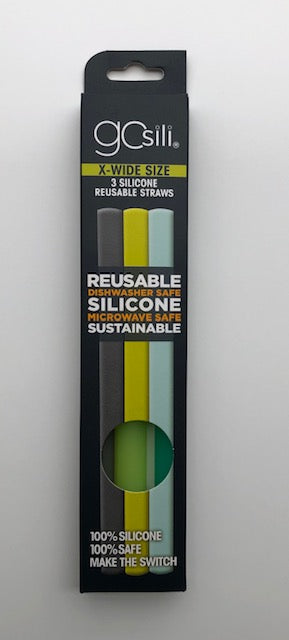 gosili®
X-WIDE SIZE
3 SILICONE
REUSABLE STRAWS
REUSABLE
DISHWASHER SAFE
SILICONE
MICROWAVE SAFE
SUSTAINABLE
100% SILICONE
100% SAFE
MAKE THE SWITCH